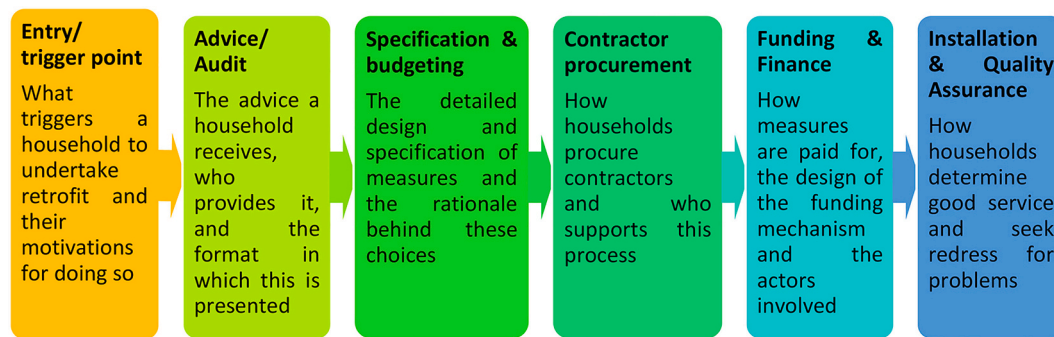 Entry/
trigger point
What
triggers a
household to
undertake
retrofit and
their
motivations
for doing so
Advice/
Audit
The advice a
household
receives,
who
provides it,
and the
format in
which this is
presented
Specification &
budgeting
The detailed
design and
specification of
measures and
the rationale
behind these
choices
Contractor
procurement
How
households
procure
contractors
and who
supports this
process
Funding &
Finance
How
measures
are paid for,
the design of
the funding
mechanism
and the
actors
involved
Installation
& Quality
Assurance
How
households
determine
good service
and seek
redress for
problems